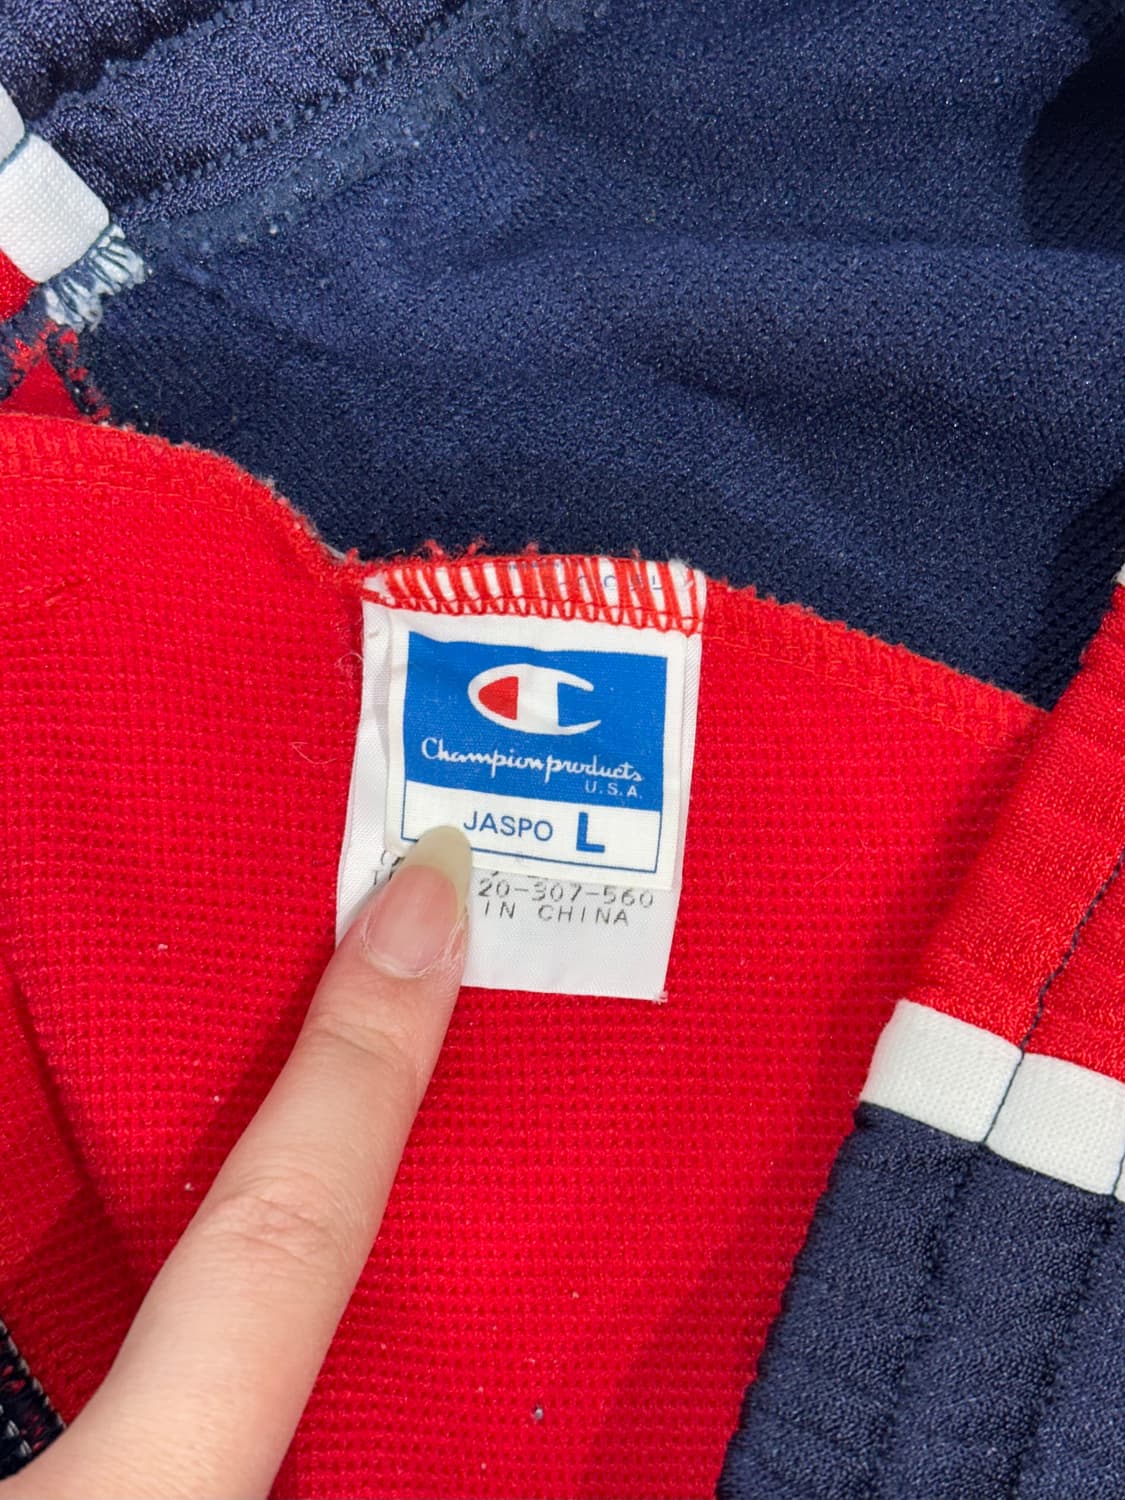 Champion products
U.S.A.
JASPO L
20-307-560
IN CHINA